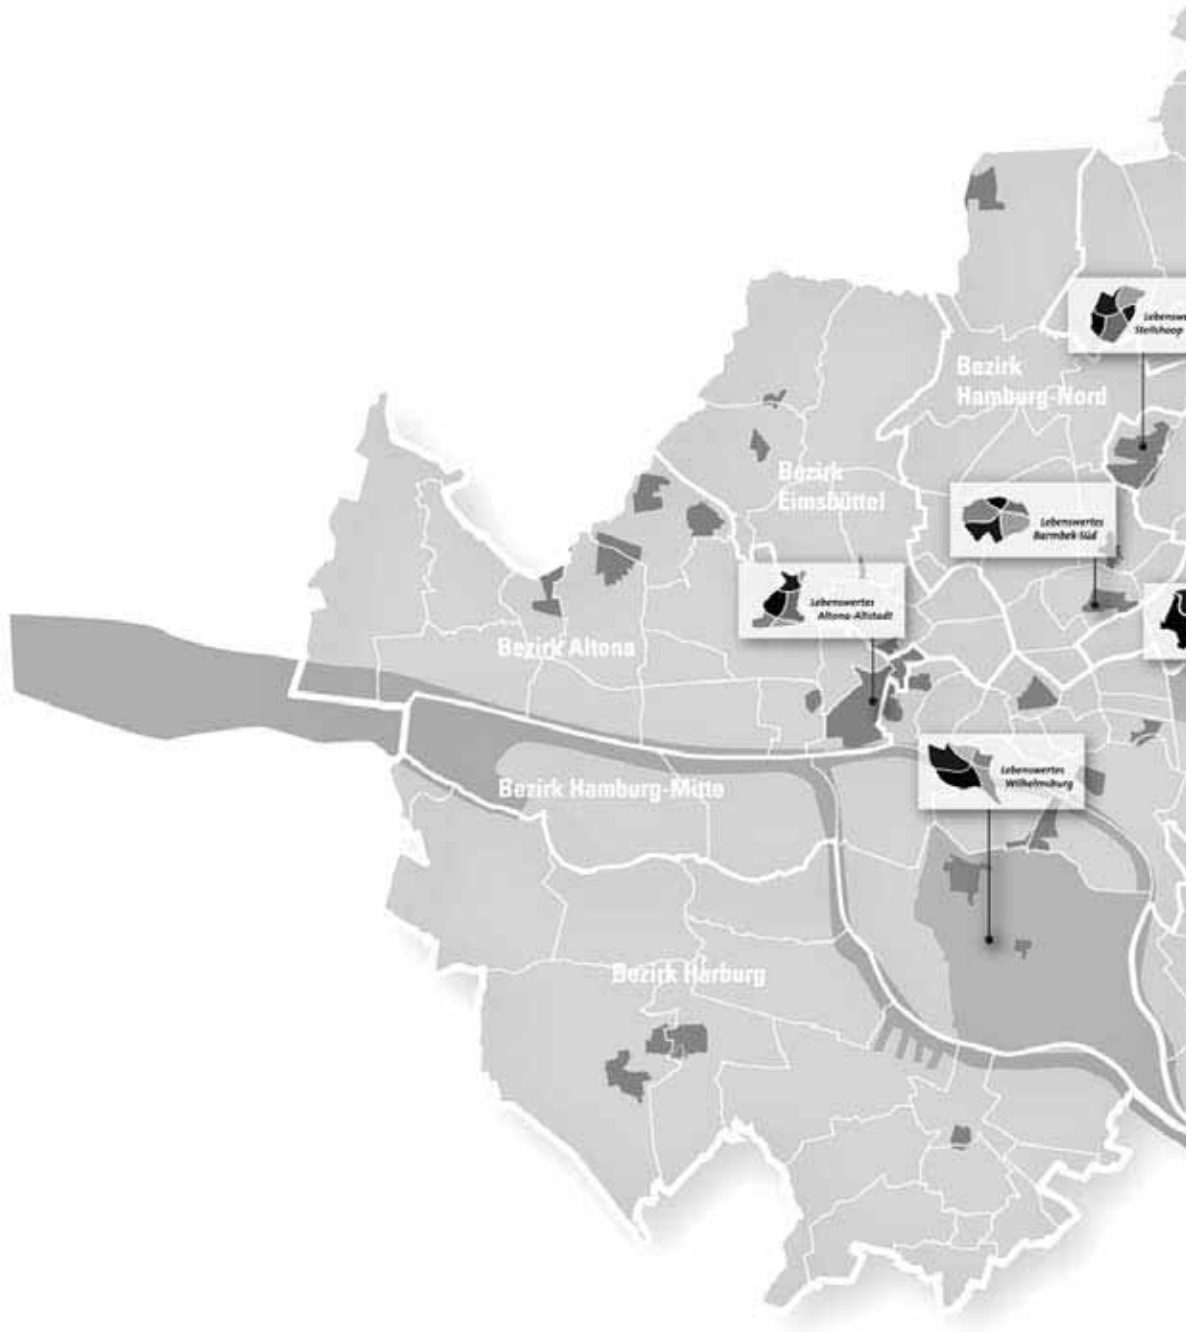 Steilshoop
Bezirk
Hamburg-Nord
Bezirk
Eimsbüttel
Lebenswertes
Barmbek-Süd
Lebenswertes
Altona-Altstadt
Bezirk Altona
Lebenswertes
Wilhelmsburg
Bezirk Hamburg-Mitte
Bezirk Harburg